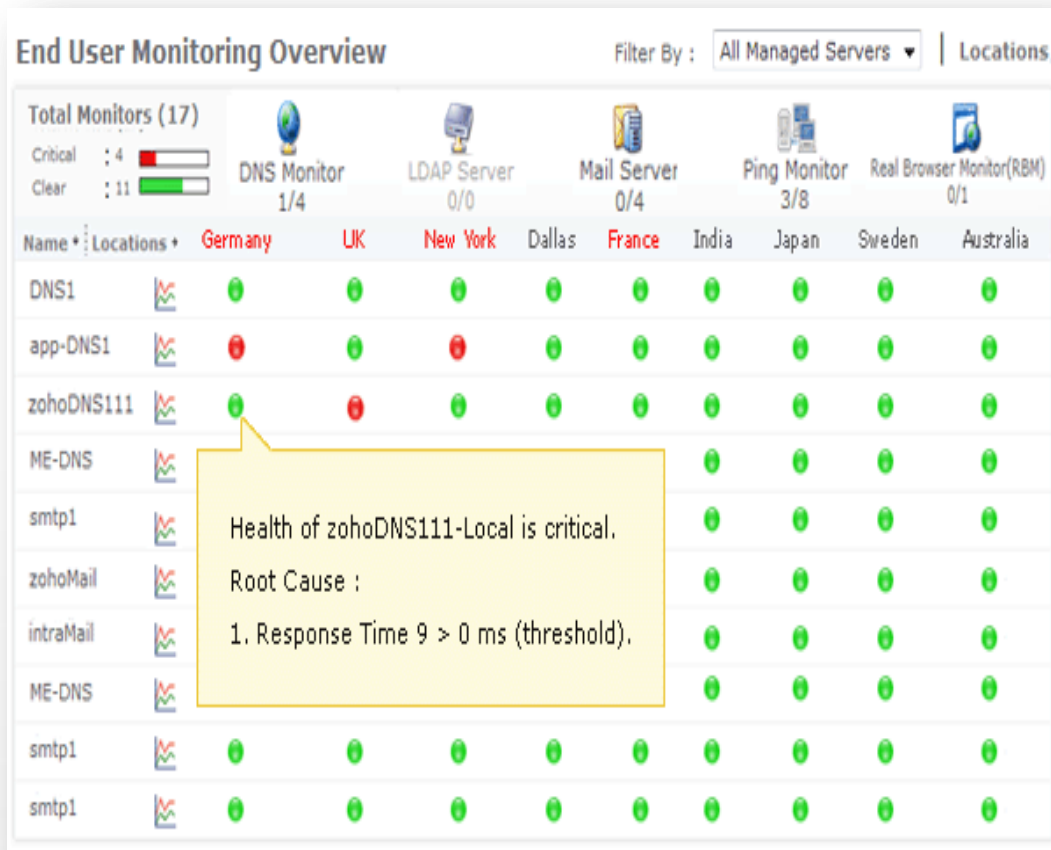 End User Monitoring Overview Filter By : All Managed Servers Locations
Total Monitors (17)
Critical : 4
Clear : 11
DNS Monitor
1/4
LDAP Server
0/0
Mail Server
0/4
Ping Monitor
3/8
Real Browser Monitor(RBM)
0/1
Name Locations Germany UK New York Dallas France India Japan Sweden Australia
DNS1
app-DNS1
zohoDNS111
ME-DNS
smtp1
zohoMail
intraMail
ME-DNS
smtp1
smtp1
Health of zohoDNS111-Local is critical.
Root Cause :
1. Response Time 9 > 0 ms (threshold).